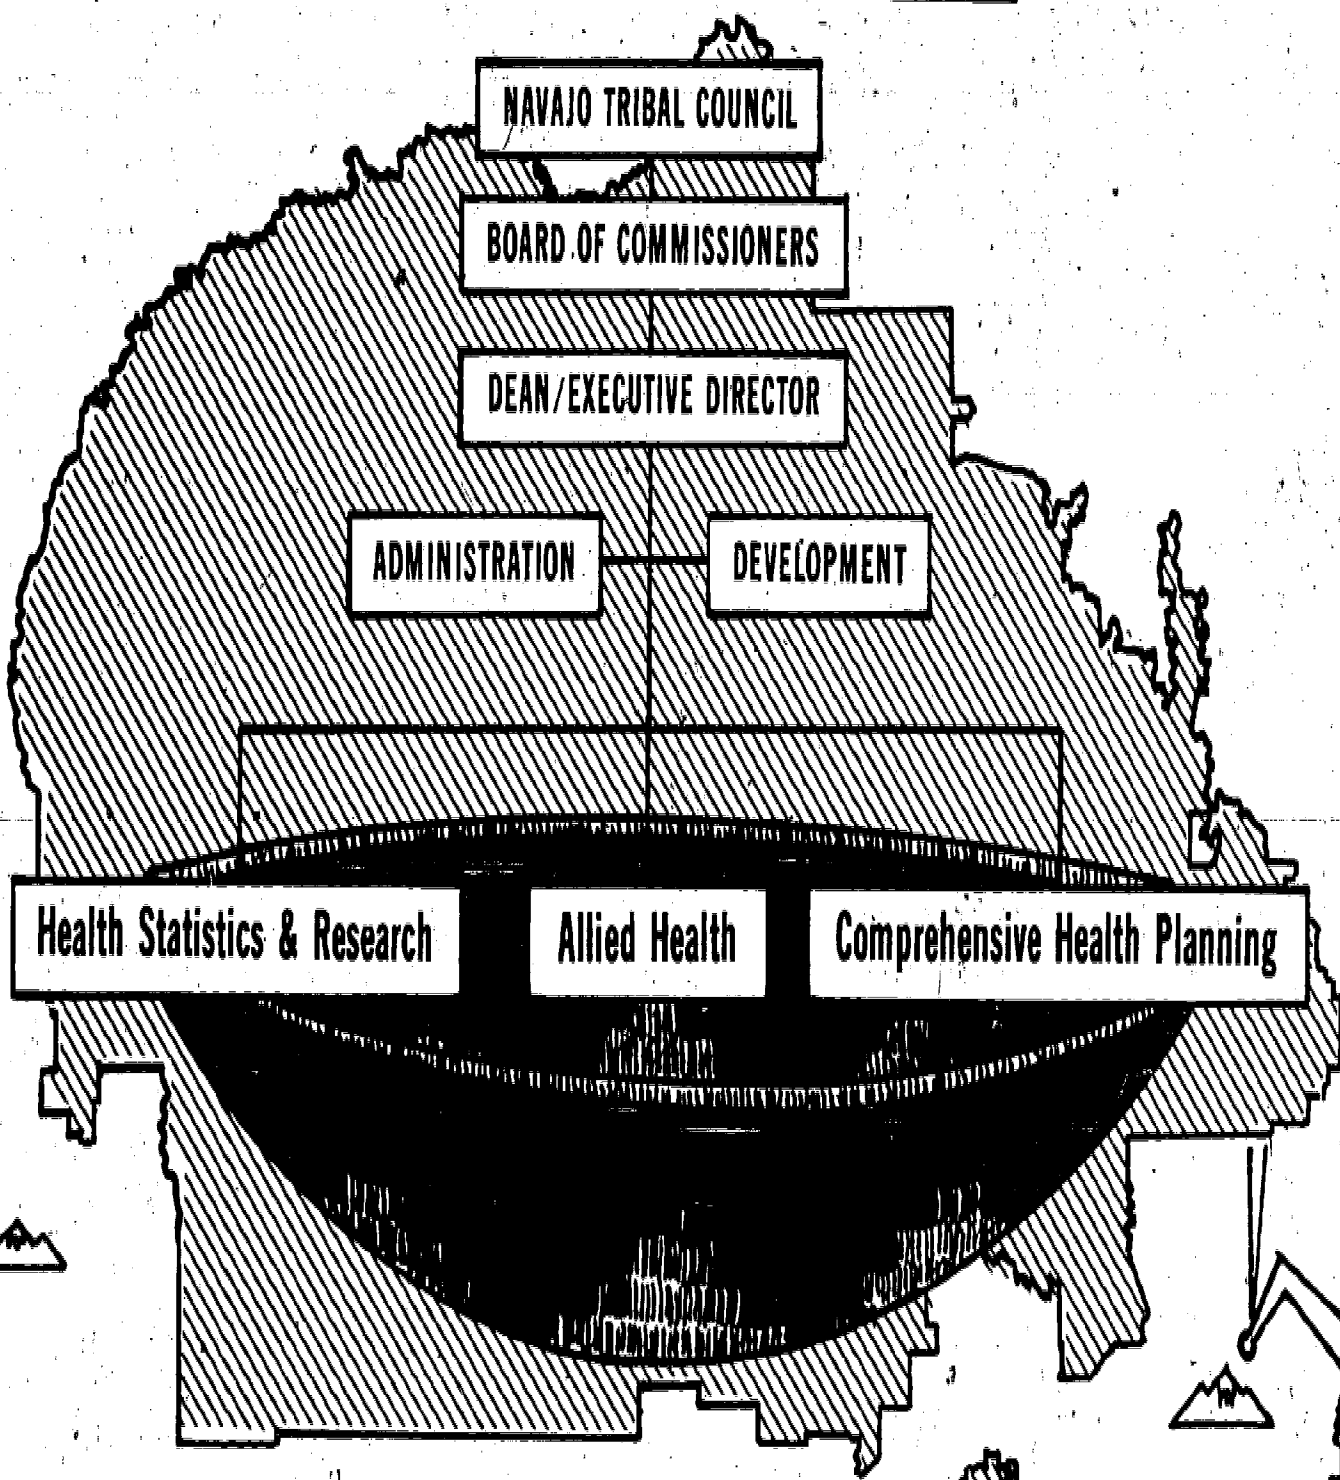 NAVAJO TRIBAL COUNCIL
BOARD OF COMMISSIONERS
DEAN/EXECUTIVE DIRECTOR
ADMINISTRATION
DEVELOPMENT
Health Statistics & Research
Allied Health
Comprehensive Health Planning